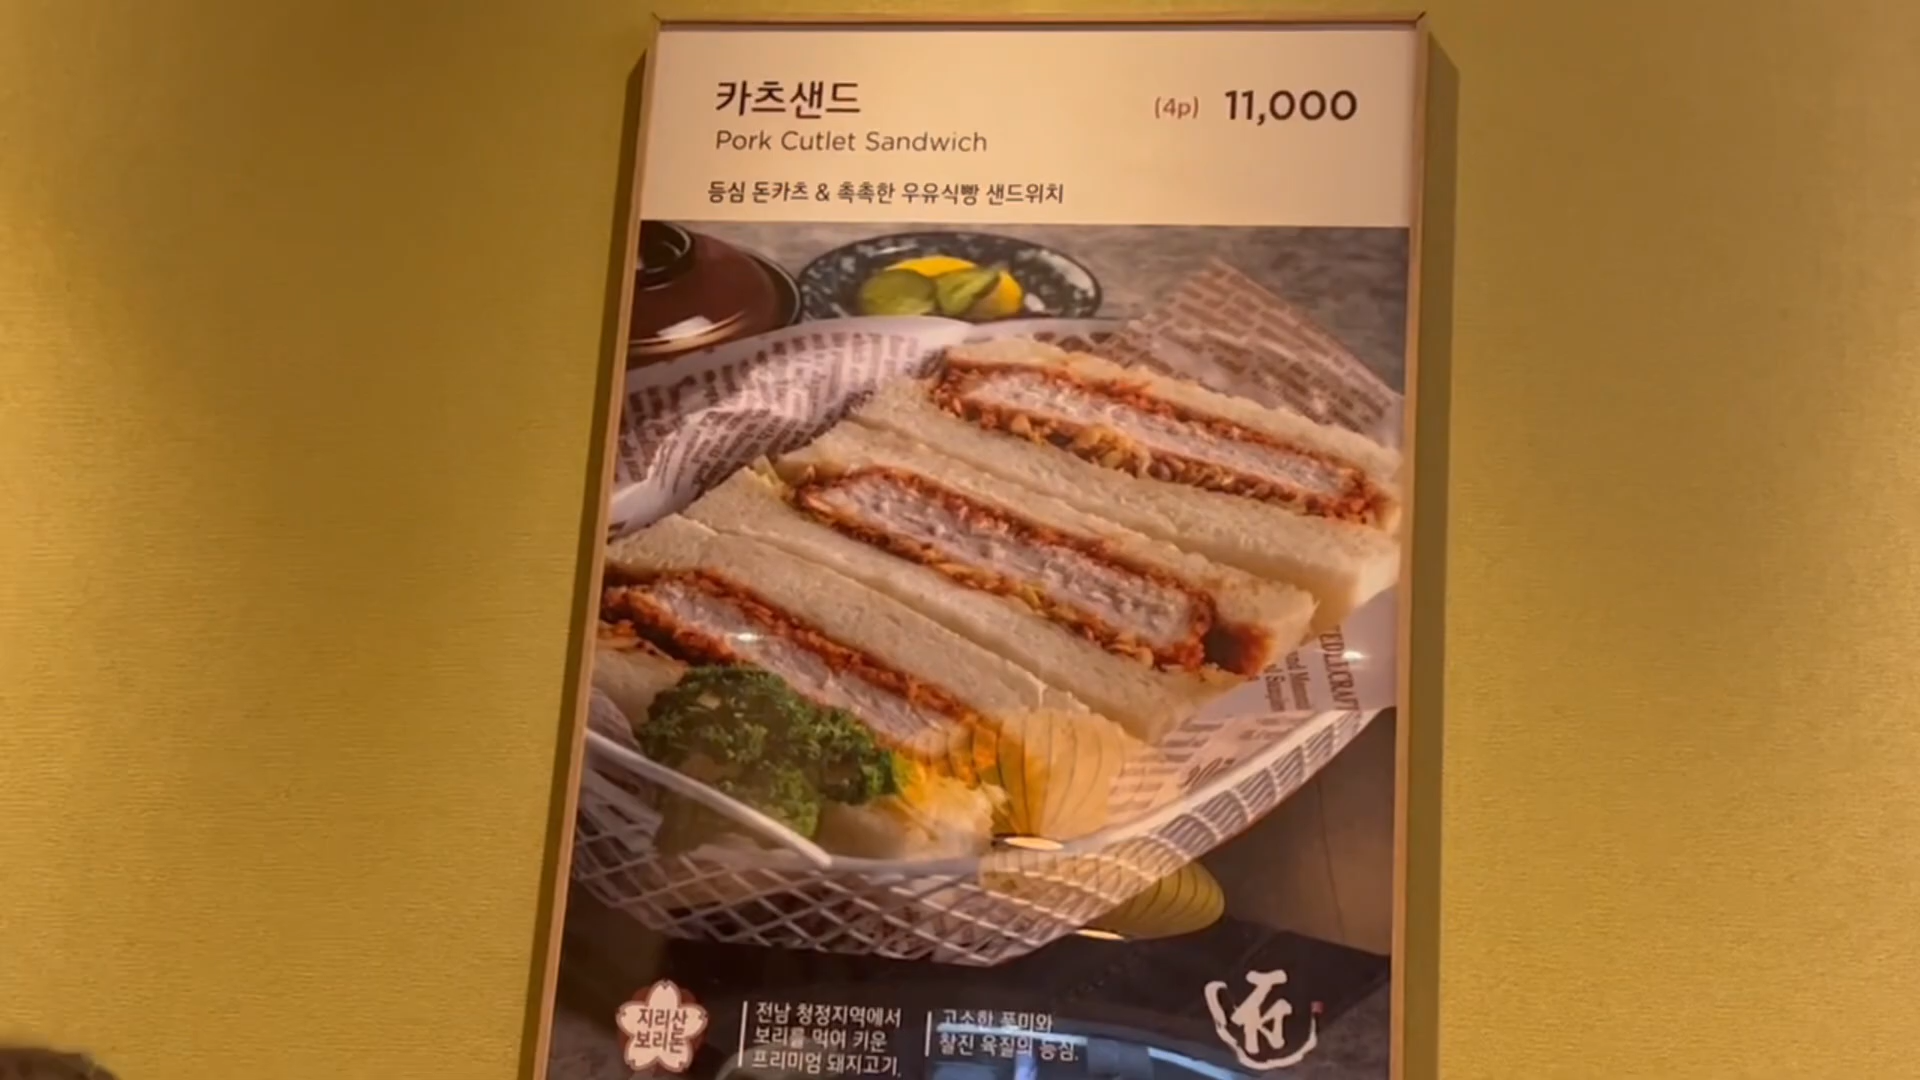 카츠샌드
(4p) 11,000
Pork Cutlet Sandwich
등심 돈카츠 & 촉촉한 우유식빵 샌드위치
지리산
보리돈
전남 청정지역에서
보리를 먹여 키운
프리미엄 돼지고기.
고소한 풍미와
찰진 육질의 등심.